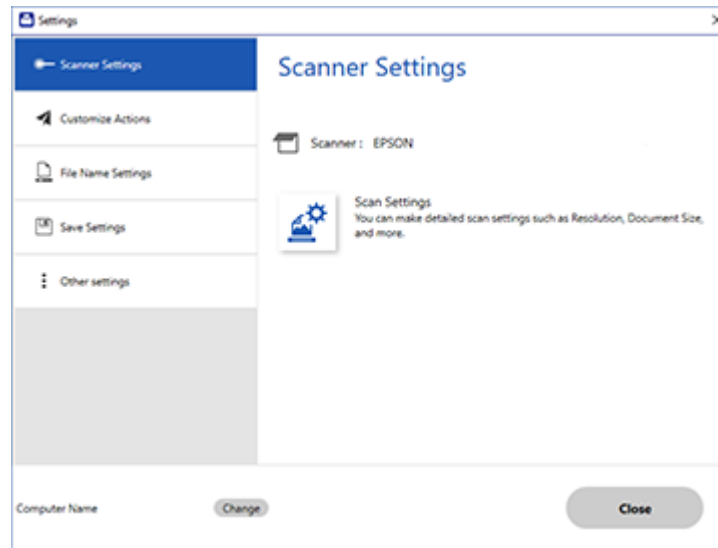 Settings
Scanner Settings
Customize Actions
File Name Settings
Save Settings
Other settings
Scanner Settings
Scanner : EPSON
Scan Settings
You can make detailed scan settings such as Resolution, Document Size,
and more.
Computer Name
Change
Close